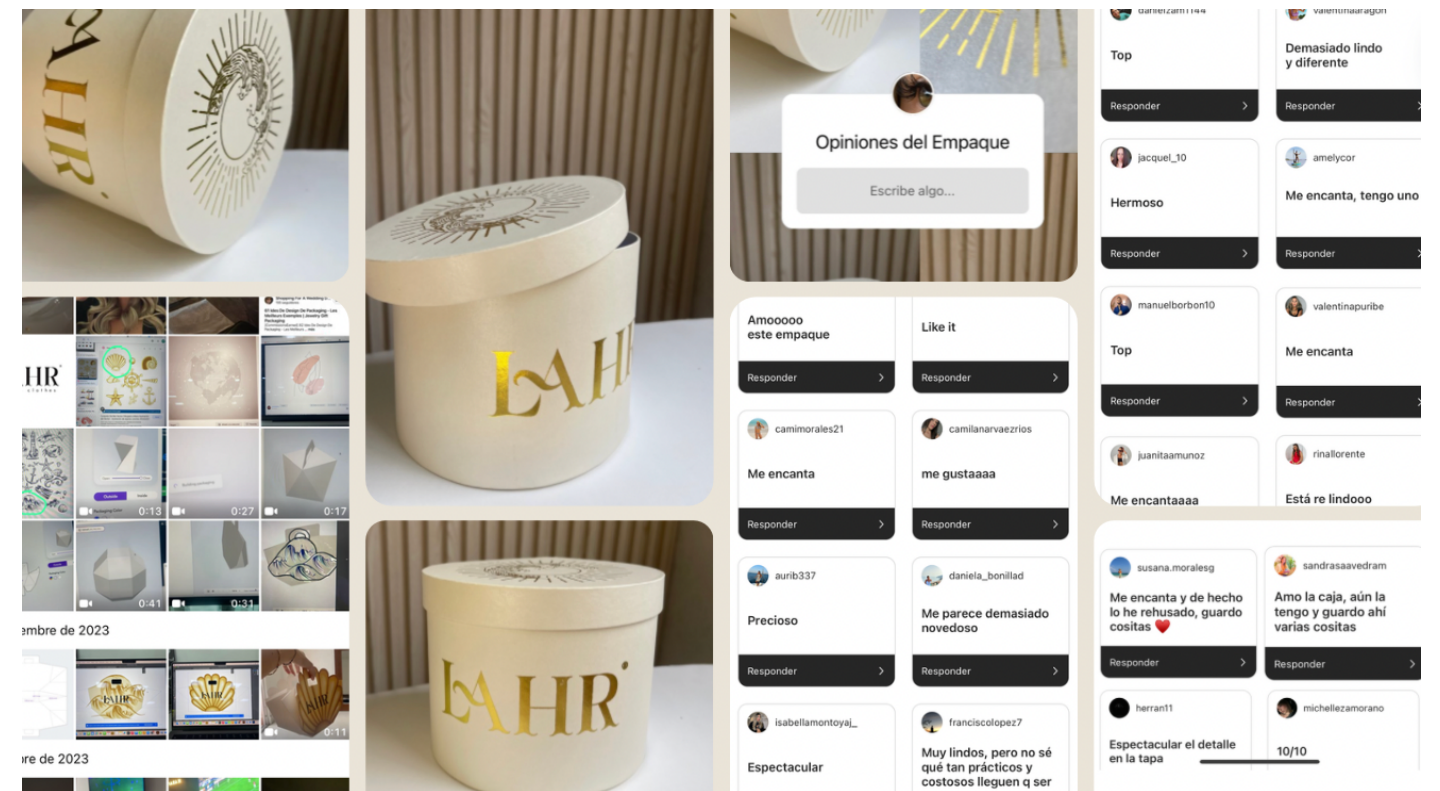 LAHR
LAHR
LAHR
HR
clothes
0:13
0:27
0:17
0:41
0:31
embre de 2023
LAHR
LAHR
LAHR
0:11
re de 2023
Opiniones del Empaque
Escribe algo...
Amooooo
este empaque
Responder
Like it
Responder
camimorales21
Me encanta
Responder
camilanarvaezrios
me gustaaaa
Responder
aurib337
Precioso
Responder
daniela_bonillad
Me parece demasiado
novedoso
Responder
isabellamontoyaj_
Espectacular
franciscolopez7
Muy lindos, pero no sé
qué tan prácticos y
costosos lleguen q ser
danielzam1144
Top
Responder
valentinaaragon
Demasiado lindo
y diferente
Responder
jacquel_10
Hermoso
Responder
amelycor
Me encanta, tengo uno
Responder
manuelborbon10
Top
Responder
valentinapuribe
Me encanta
Responder
juanitaamunoz
Me encantaaaa
rinallorente
Está re lindooo
susana.moralesg
Me encanta y de hecho
lo he rehusado, guardo
cositas ♥️
Responder
sandrasaavedram
Amo la caja, aún la
tengo y guardo ahí
varias cositas
Responder
herran11
Espectacular el detalle
en la tapa
michellezamorano
10/10